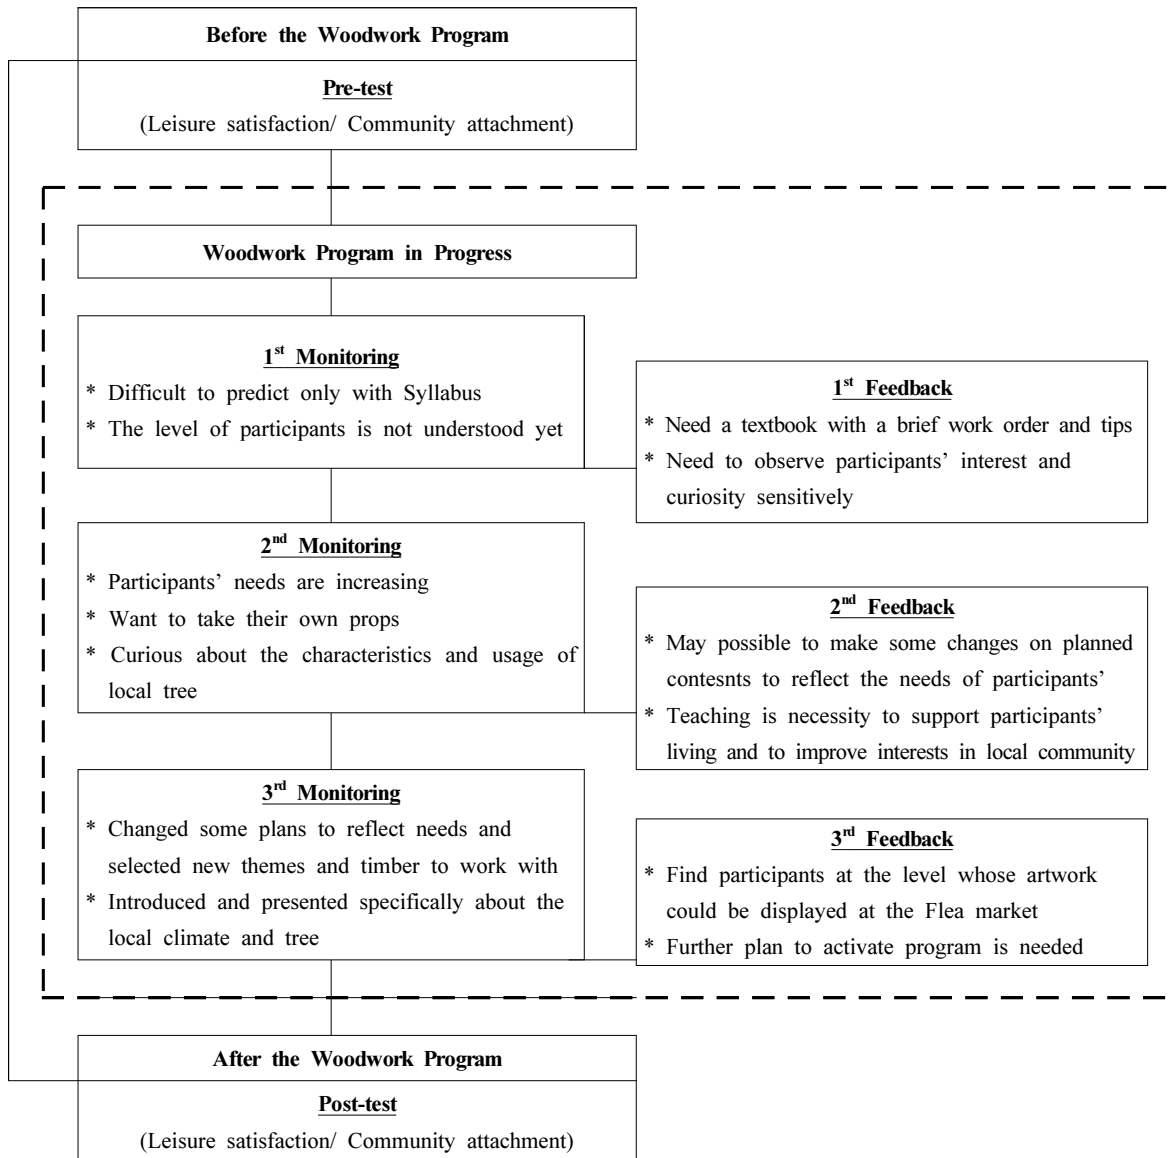 Before the Woodwork Program
Pre-test
(Leisure satisfaction/ Community attachment)
Woodwork Program in Progress
1st Monitoring
* Difficult to predict only with Syllabus
* The level of participants is not understood yet
1st Feedback
* Need a textbook with a brief work order and tips
* Need to observe participants’ interest and
curiosity sensitively
2nd Monitoring
* Participants’ needs are increasing
* Want to take their own props
* Curious about the characteristics and usage of
local tree
2nd Feedback
* May possible to make some changes on planned
contesnts to reflect the needs of participants’
* Teaching is necessity to support participants’
living and to improve interests in local community
3rd Monitoring
* Changed some plans to reflect needs and
selected new themes and timber to work with
* Introduced and presented specifically about the
local climate and tree
3rd Feedback
* Find participants at the level whose artwork
could be displayed at the Flea market
* Further plan to activate program is needed
After the Woodwork Program
Post-test
(Leisure satisfaction/ Community attachment)